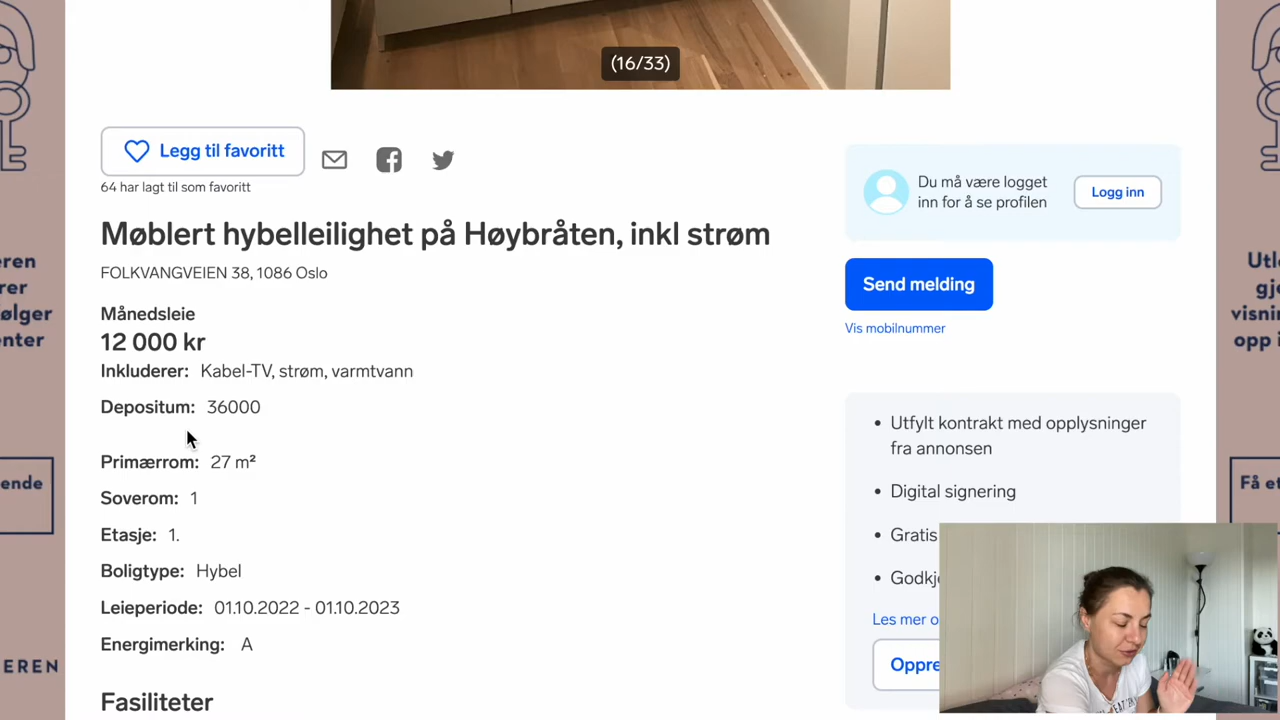 (16/33)
Legg til favoritt
64 har lagt til som favoritt
Møblert hybelleilighet på Høybråten, inkl strøm
FOLKVANGVEIEN 38, 1086 Oslo
Månedsleie
12 000 kr
Inkluderer: Kabel-TV, strøm, varmtvann
Depositum: 36000
Primærrom: 27 m²
Soverom: 1
Etasje: 1.
Boligtype: Hybel
Leieperiode: 01.10.2022 - 01.10.2023
Energimerking: A
Fasiliteter
Du må være logget
inn for å se profilen
Logg inn
Send melding
Vis mobilnummer
Utfylt kontrakt med opplysninger
fra annonsen
Digital signering
Gratis
Les mer